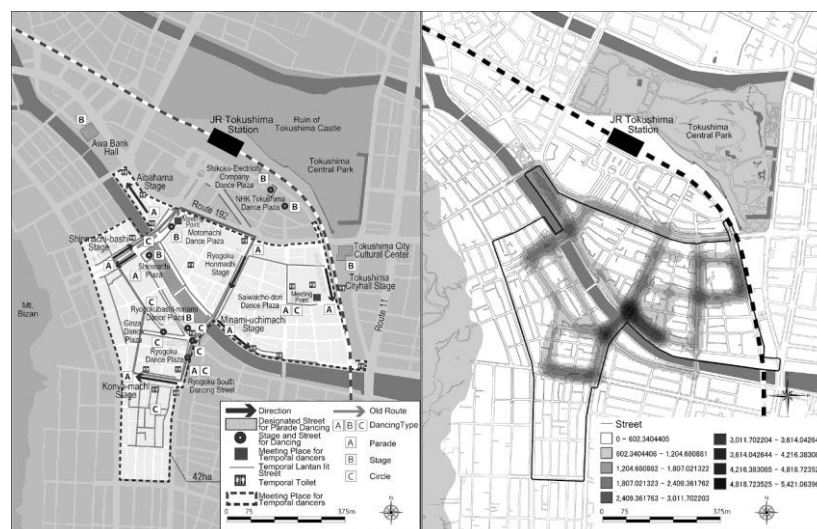 JR Tokushima
Station
Ruin of
Tokushima Castle
B
Awa Bank
Hall
Tokushima
Central Park
Shikoku-Electricity
Company
Dance Plaza
B
Aibahama
Stage
NHK Tokushima
Dance Plaza
B
A
Route 192
Meeting
Point
Motomachi
Dance Plaza
B
C
A
Shinmachi-bashi
Stage
A
B
Shinmachi
Plaza
Ryogoku
Honmachi
Stage
Tokushima City
Cultural Center
B
Tokushima
Cityhall Stage
Saiwaicho-dori
Dance Plaza
Meeting
Point
A
C
A
Mt.
Bizan
C
Ryogokubashi-minami
Dance Plaza
B
C
A
Minami-uchimachi
Stage
Route 11
Ginza
Dance
Plaza
C
Ryogoku
Dance Plaza
A
C
Konya-machi
Stage
A
Ryogoku South
Dancing Street
C
42ha
Direction
Old Route
Designated Street
for Parade Dancing
A B C DancingType
Stage and Street
for Dancing
A Parade
Meeting Place for
Temporal dancers
B Stage
Temporal Lantan lit
Street
C Circle
Temporal Toilet
Meeting Place for
Temporal dancers
0 75 375m
N
JR Tokushima
Station
Tokushima
Central Park
Street
0 - 602.3404405
602.3404406 - 1,204.680881
1,204.680882 - 1,807.021322
1,807.021323 - 2,409.361762
2,409.361763 - 3,011.702203
3,011.702204 - 3,614.04264
3,614.042644 - 4,216.38308
4,216.383085 - 4,818.72352
4,818.723525 - 5,421.06396
0 75 375m
N